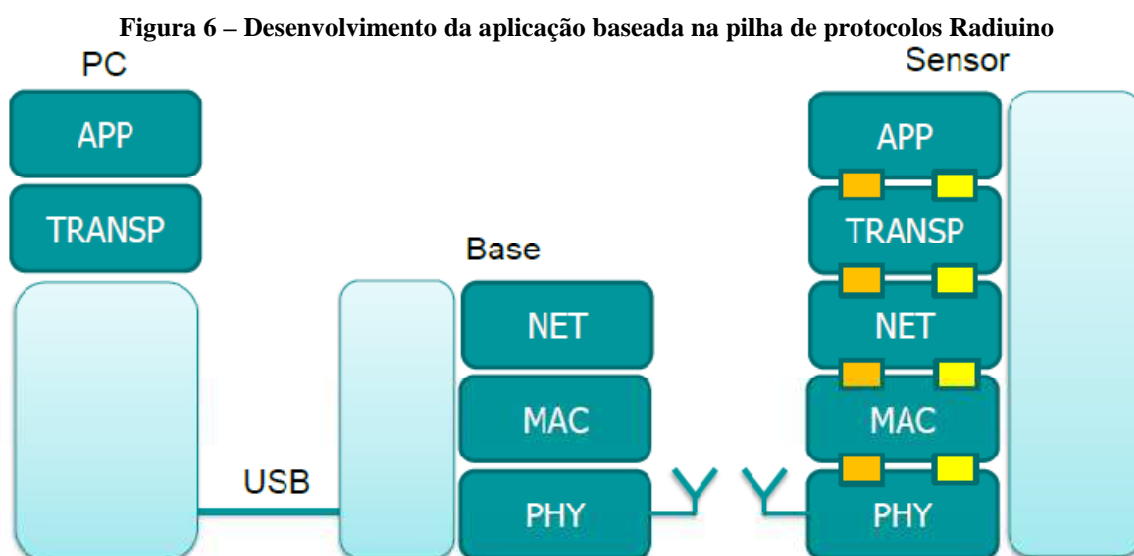 Figura 6 – Desenvolvimento da aplicação baseada na pilha de protocolos Radiuino
PC
APP
TRANSP
USB
Base
NET
MAC
PHY
Sensor
APP
TRANSP
NET
MAC
PHY